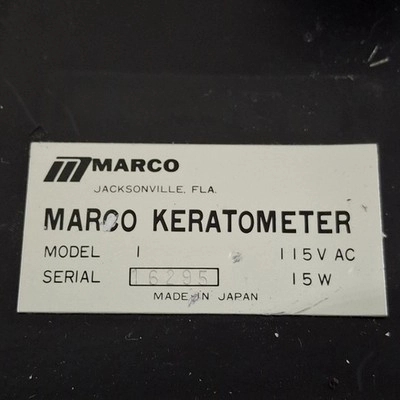 MARCO
JACKSONVILLE, FLA.
MARCO KERATOMETER
MODEL I 115V AC
SERIAL 16295 15W
MADE IN JAPAN